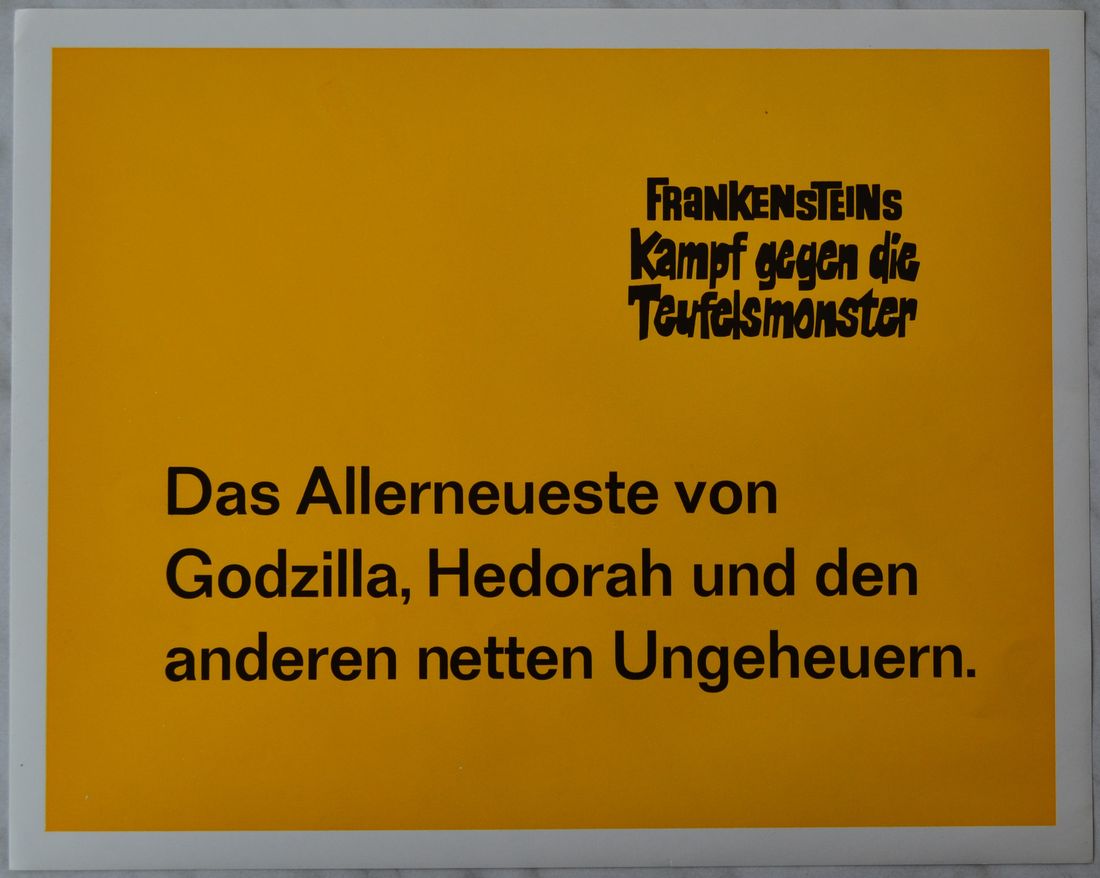 FRaNKENsTEINs
Kampf gegen die
Teufelsmonster
Das Allerneueste von
Godzilla, Hedorah und den
anderen netten Ungeheuern.